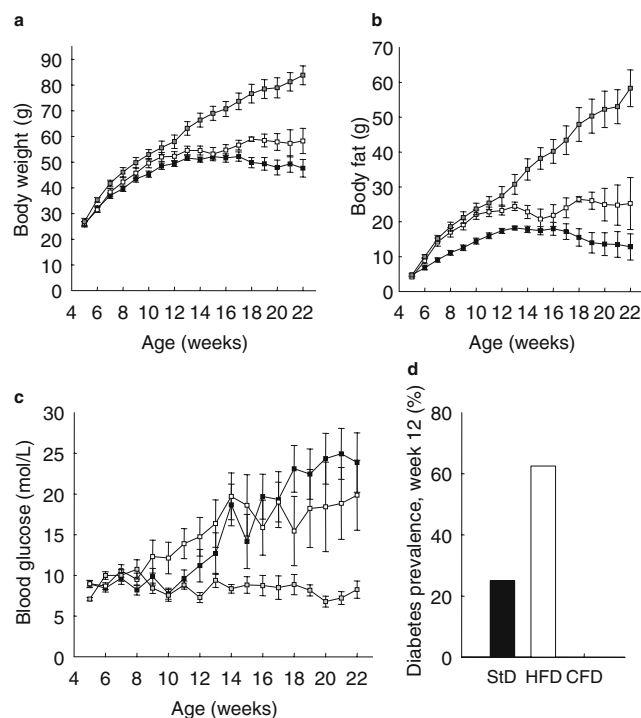 a
Body weight (g)
90
80
70
60
50
40
30
20
10
0
4 6 8 10 12 14 16 18 20 22
Age (weeks)
b
Body fat (g)
70
60
50
40
30
20
10
0
4 6 8 10 12 14 16 18 20 22
Age (weeks)
c
Blood glucose (mol/L)
30
25
20
15
10
5
0
4 6 8 10 12 14 16 18 20 22
Age (weeks)
d
Diabetes prevalence, week 12 (%)
80
60
40
20
0
StD HFD CFD